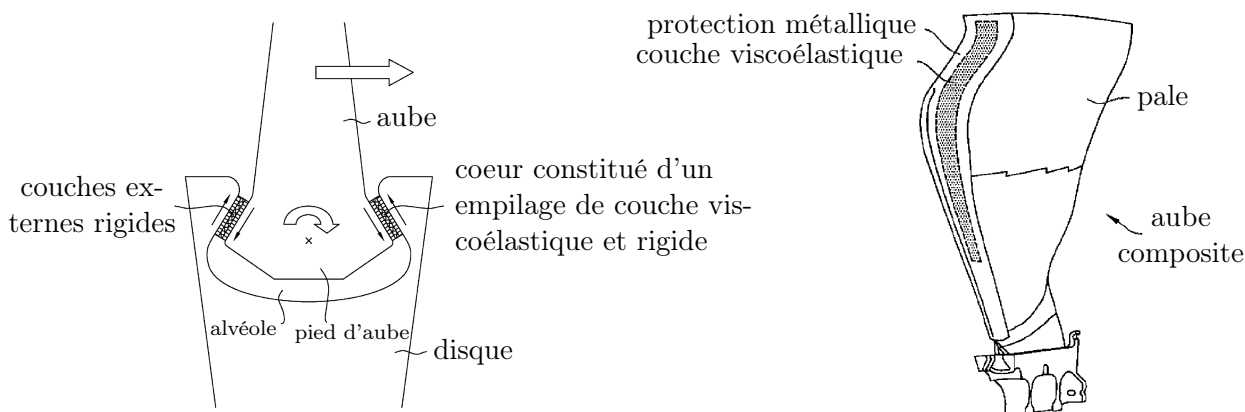 aube
couches ex-
ternes rigides
coeur constitué d'un
empilage de couche vis-
coélastique et rigide
alvéole
pied d'aube
disque
protection métallique
couche viscoélastique
pale
aube
composite